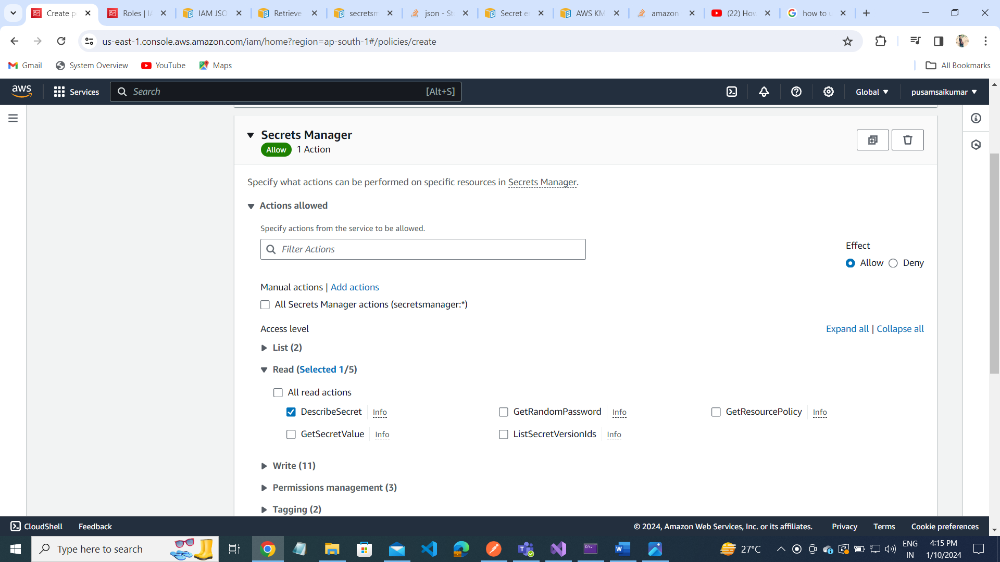 Create p
Roles | IA
IAM JSO
Retrieve
secretsm
json - St
Secret e
AWS KM
amazon
(22) How
how to u
us-east-1.console.aws.amazon.com/iam/home?region=ap-south-1#/policies/create
Gmail
System Overview
YouTube
Maps
All Bookmarks
aws
Services
Search
[Alt+S]
Global
pusamsaikumar
Secrets Manager
Allow 1 Action
Specify what actions can be performed on specific resources in Secrets Manager.
Actions allowed
Specify actions from the service to be allowed.
Filter Actions
Effect
Allow Deny
Manual actions | Add actions
All Secrets Manager actions (secretsmanager:*)
Access level
Expand all | Collapse all
List (2)
Read (Selected 1/5)
All read actions
DescribeSecret Info
GetRandomPassword Info
GetResourcePolicy Info
GetSecretValue Info
ListSecretVersionIds Info
Write (11)
Permissions management (3)
Tagging (2)
CloudShell
Feedback
© 2024, Amazon Web Services, Inc. or its affiliates.
Privacy
Terms
Cookie preferences
Type here to search
27°C
ENG
IN
4:15 PM
1/10/2024